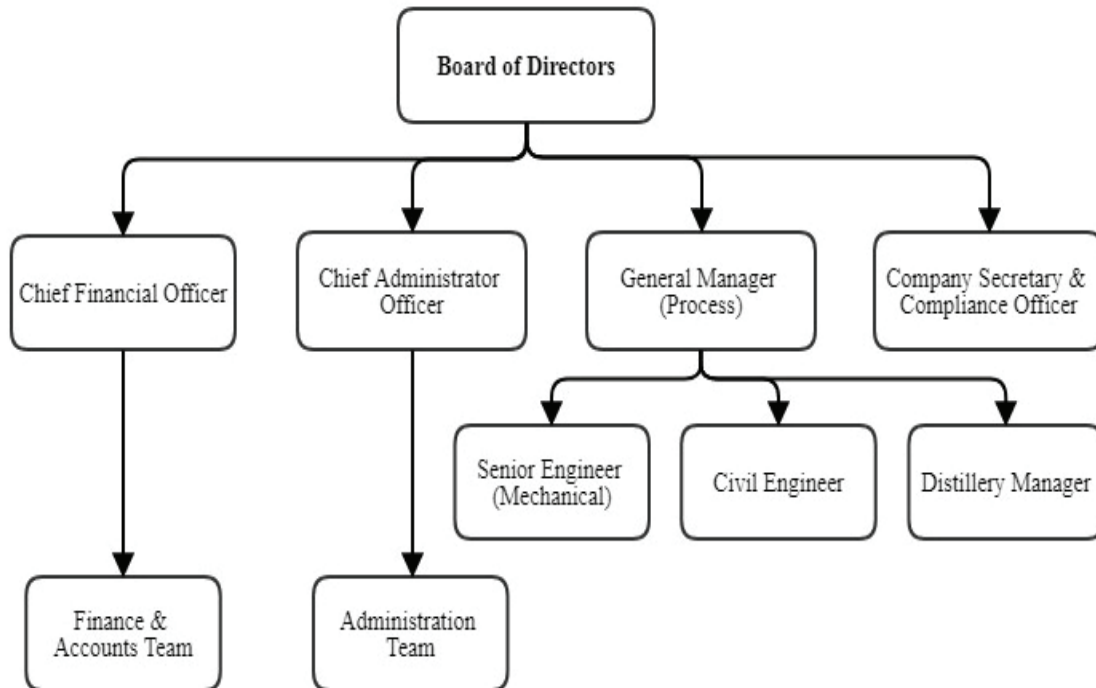 Board of Directors
Chief Financial Officer
Chief Administrator
Officer
General Manager
(Process)
Company Secretary &
Compliance Officer
Senior Engineer
(Mechanical)
Civil Engineer
Distillery Manager
Finance &
Accounts Team
Administration
Team